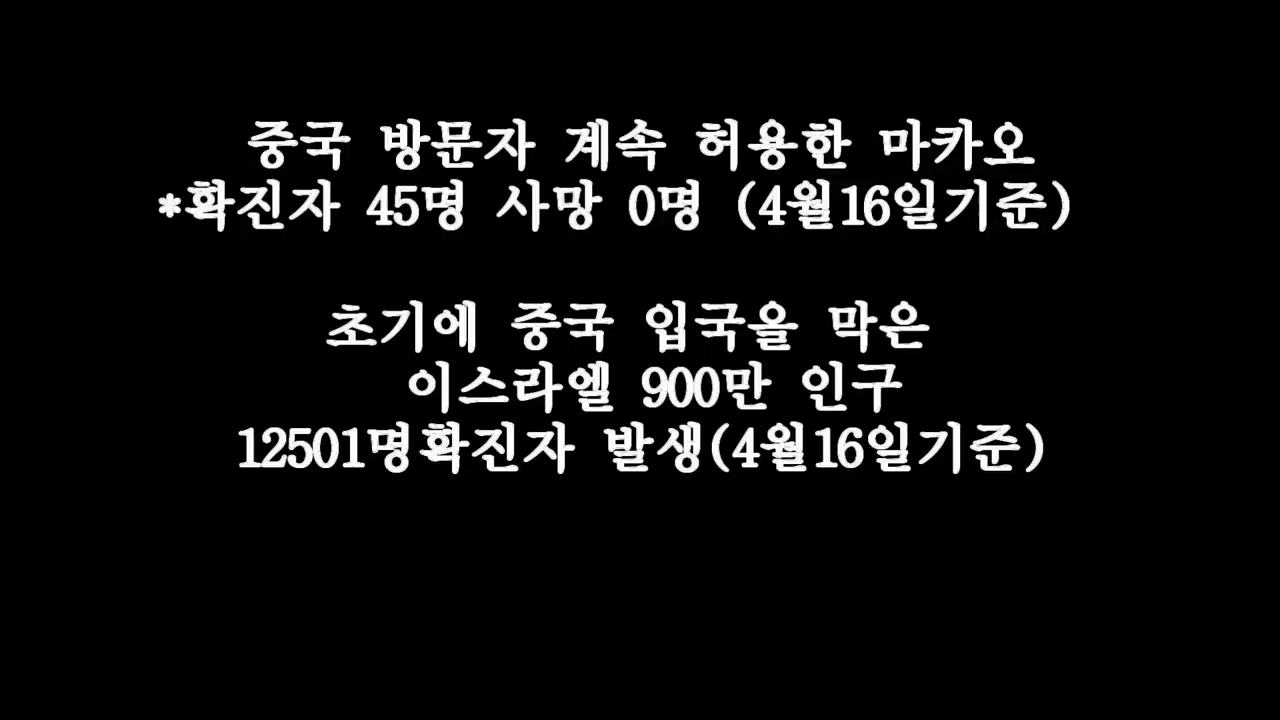 중국 방문자 계속 허용한 마카오
*확진자 45명 사망 0명 (4월16일기준)
초기에 중국 입국을 막은
이스라엘 900만 인구
12501명확진자 발생(4월16일기준)